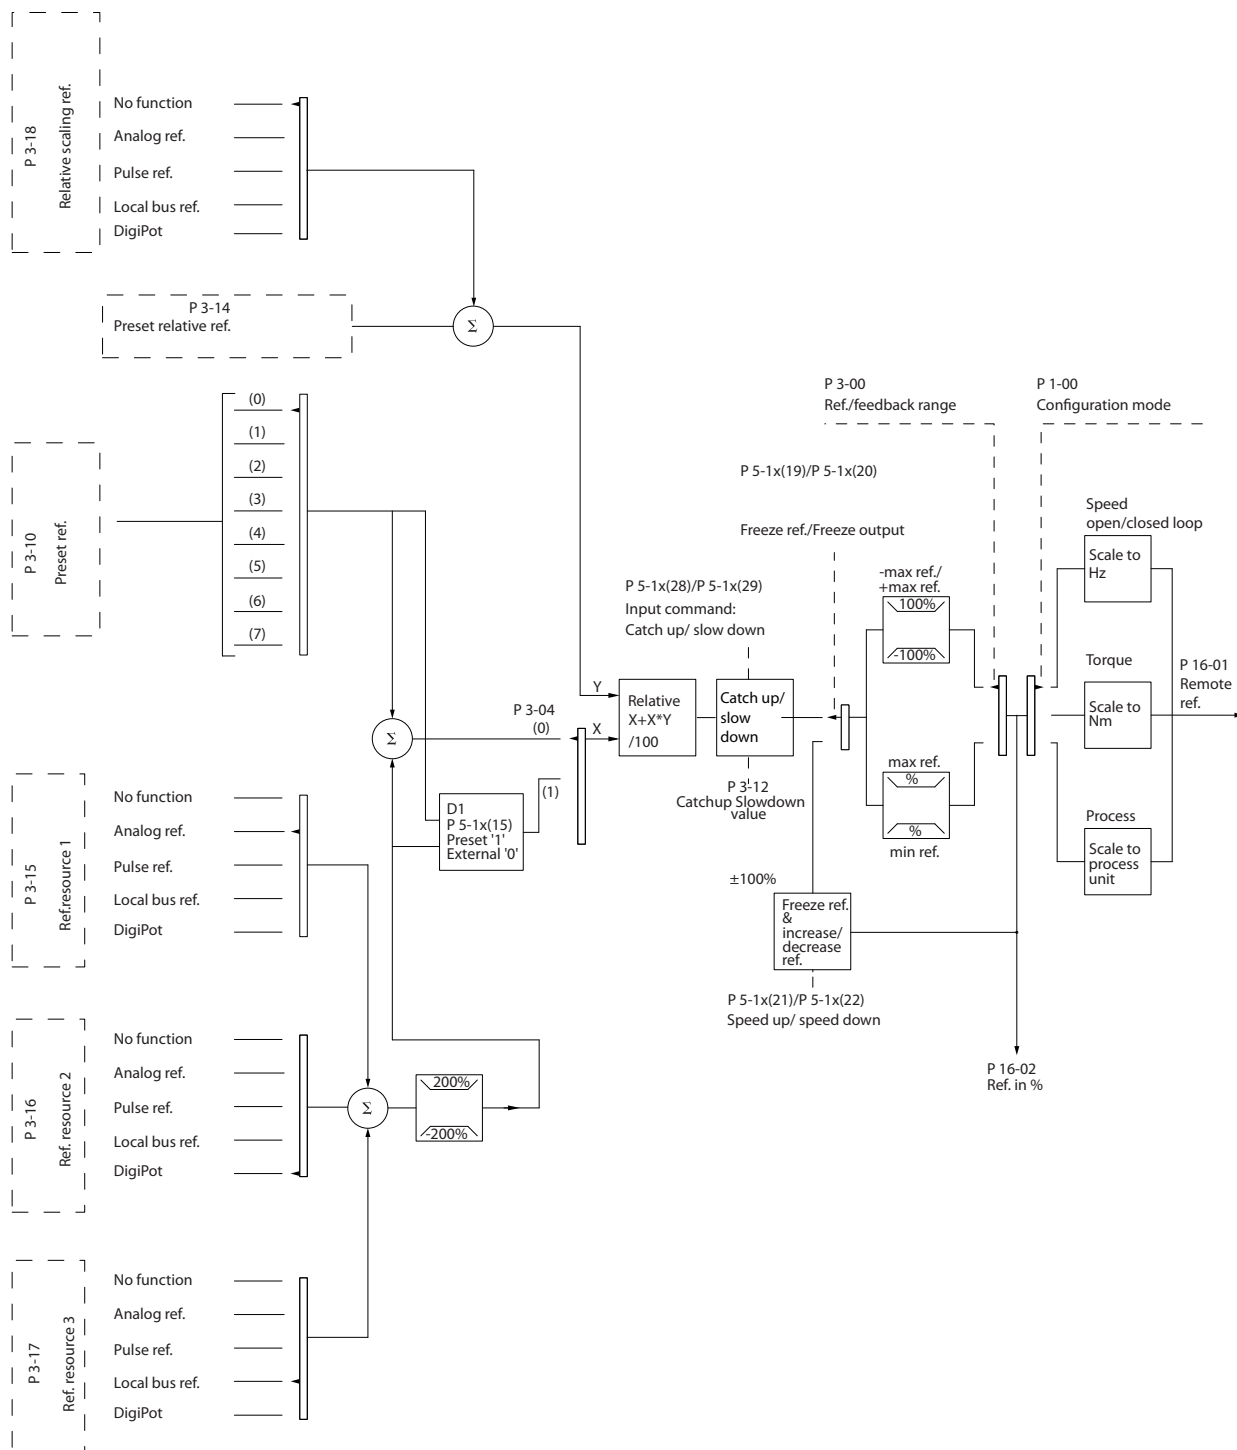 P 3-18
Relative scaling ref.
No function
Analog ref.
Pulse ref.
Local bus ref.
DigiPot
P 3-14
Preset relative ref.
Σ
P 3-10
Preset ref.
(0)
(1)
(2)
(3)
(4)
(5)
(6)
(7)
P 3-00
Ref./feedback range
P 1-00
Configuration mode
P 5-1x(19)/P 5-1x(20)
Freeze ref./Freeze output
Speed
open/closed loop
Scale to
Hz
P 5-1x(28)/P 5-1x(29)
Input command:
Catch up/ slow down
-max ref./
+max ref.
100%
-100%
Torque
Scale to
Nm
P 16-01
Remote
ref.
Y
X
Relative
X+X*Y
/100
Catch up/
slow
down
P 3-04
(0)
(1)
Σ
P 3-12
Catchup Slowdown
value
max ref.
%
%
min ref.
Process
Scale to
process
unit
D1
P 5-1x(15)
Preset '1'
External '0'
±100%
Freeze ref.
&
increase/
decrease
ref.
P 5-1x(21)/P 5-1x(22)
Speed up/ speed down
P 16-02
Ref. in %
P 3-15
Ref.resource 1
No function
Analog ref.
Pulse ref.
Local bus ref.
DigiPot
P 3-16
Ref. resource 2
No function
Analog ref.
Pulse ref.
Local bus ref.
DigiPot
Σ
200%
-200%
P 3-17
Ref. resource 3
No function
Analog ref.
Pulse ref.
Local bus ref.
DigiPot